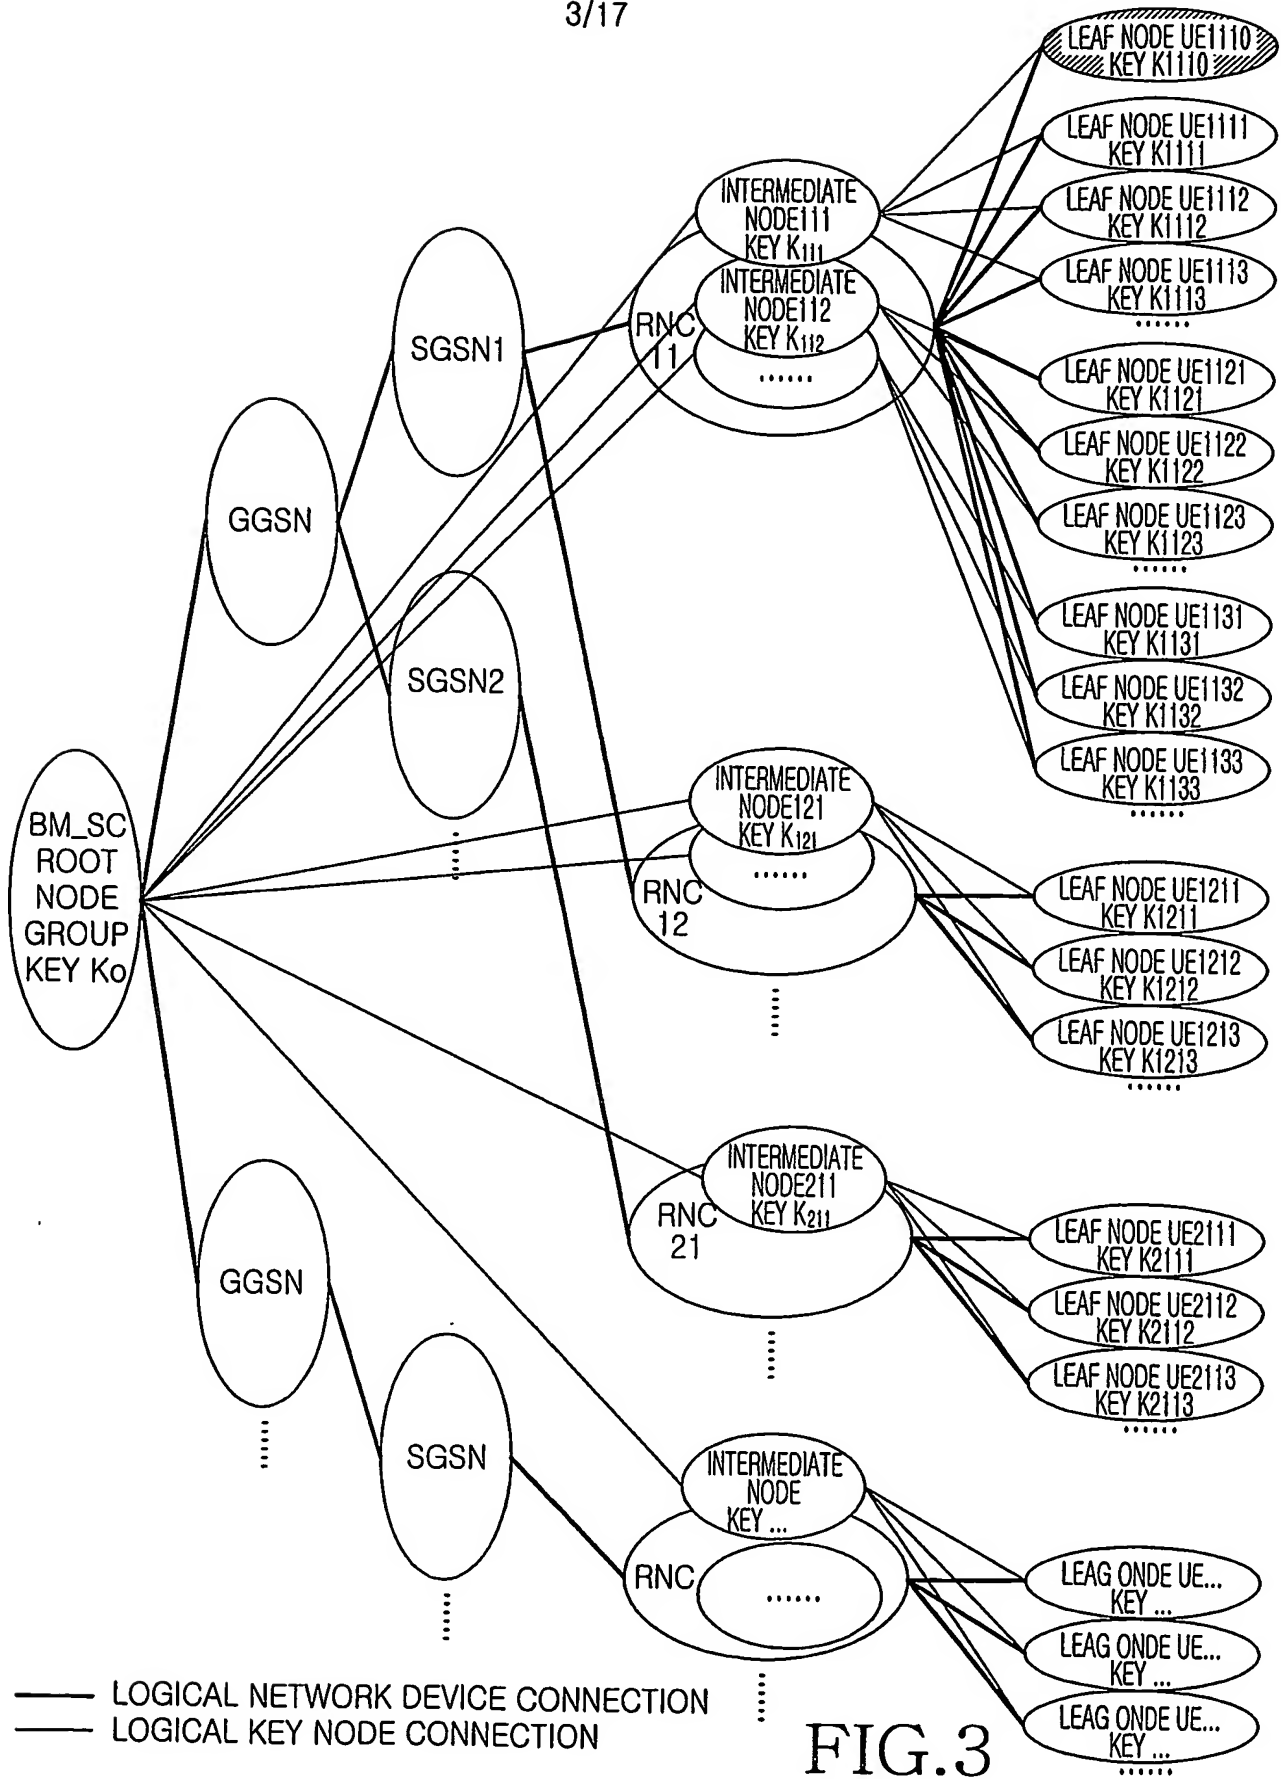 3/17
LEAF NODE UE1110
KEY K1110
LEAF NODE UE1111
KEY K1111
LEAF NODE UE1112
KEY K1112
LEAF NODE UE1113
KEY K1113
......
LEAF NODE UE1121
KEY K1121
LEAF NODE UE1122
KEY K1122
LEAF NODE UE1123
KEY K1123
......
LEAF NODE UE1131
KEY K1131
LEAF NODE UE1132
KEY K1132
LEAF NODE UE1133
KEY K1133
......
INTERMEDIATE
NODE111
KEY K111
INTERMEDIATE
NODE112
KEY K112
......
RNC
11
SGSN1
GGSN
SGSN2
......
BM_SC
ROOT
NODE
GROUP
KEY Ko
INTERMEDIATE
NODE121
KEY K121
......
RNC
12
......
LEAF NODE UE1211
KEY K1211
LEAF NODE UE1212
KEY K1212
LEAF NODE UE1213
KEY K1213
......
INTERMEDIATE
NODE211
KEY K211
RNC
21
......
LEAF NODE UE2111
KEY K2111
LEAF NODE UE2112
KEY K2112
LEAF NODE UE2113
KEY K2113
......
GGSN
......
SGSN
......
INTERMEDIATE
NODE
KEY ...
RNC
......
......
LEAG ONDE UE...
KEY ...
LEAG ONDE UE...
KEY ...
LEAG ONDE UE...
KEY ...
......
LOGICAL NETWORK DEVICE CONNECTION
LOGICAL KEY NODE CONNECTION
FIG.3